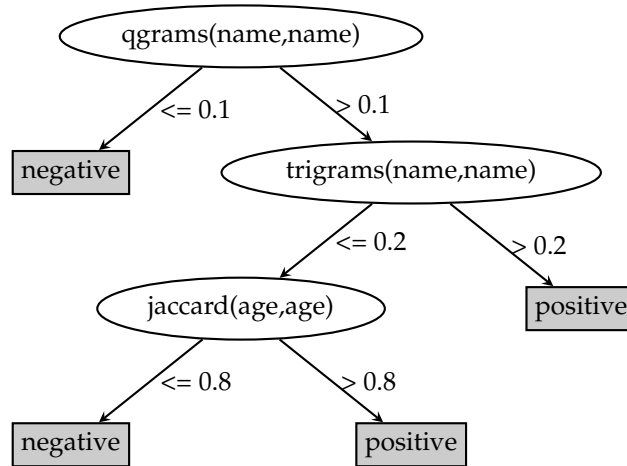 qgrams(name,name)
<= 0.1
> 0.1
negative
trigrams(name,name)
<= 0.2
> 0.2
jaccard(age,age)
positive
<= 0.8
> 0.8
negative
positive